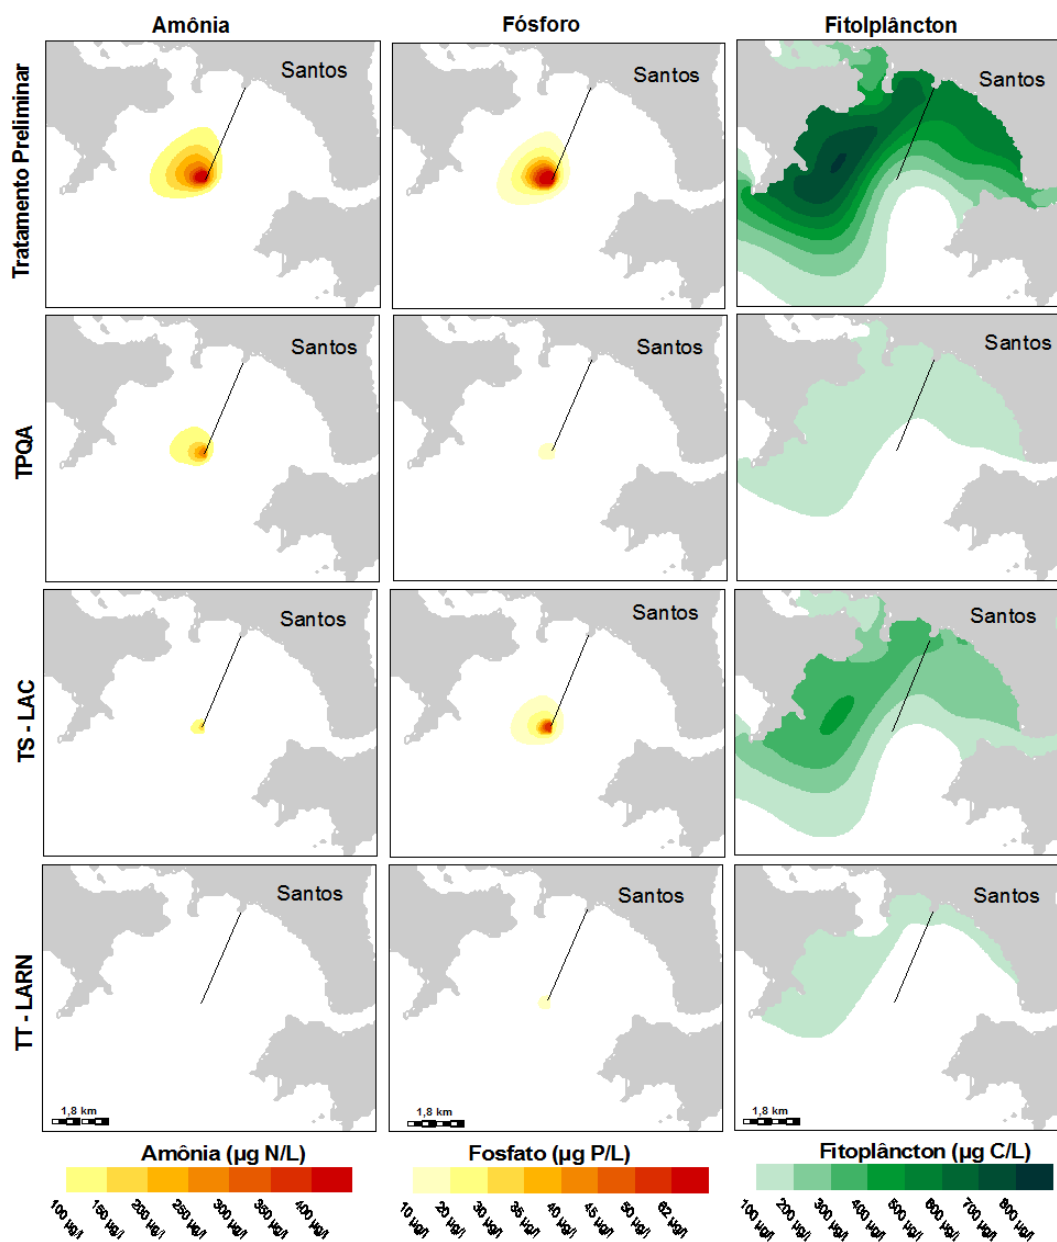 Amônia
Fósforo
Fitolplâncton
Tratamento Preliminar
Santos
Santos
Santos
TPQA
Santos
Santos
Santos
TS - LAC
Santos
Santos
Santos
TT - LARN
Santos
Santos
Santos
1,8 km
1,8 km
1,8 km
Amônia (µg N/L)
100 µg/l
150 µg/l
200 µg/l
250 µg/l
300 µg/l
350 µg/l
400 µg/l
Fosfato (µg P/L)
10 µg/l
20 µg/l
30 µg/l
35 µg/l
40 µg/l
45 µg/l
50 µg/l
62 µg/l
Fitoplâncton (µg C/L)
100 µg/l
200 µg/l
300 µg/l
400 µg/l
500 µg/l
600 µg/l
700 µg/l
800 µg/l